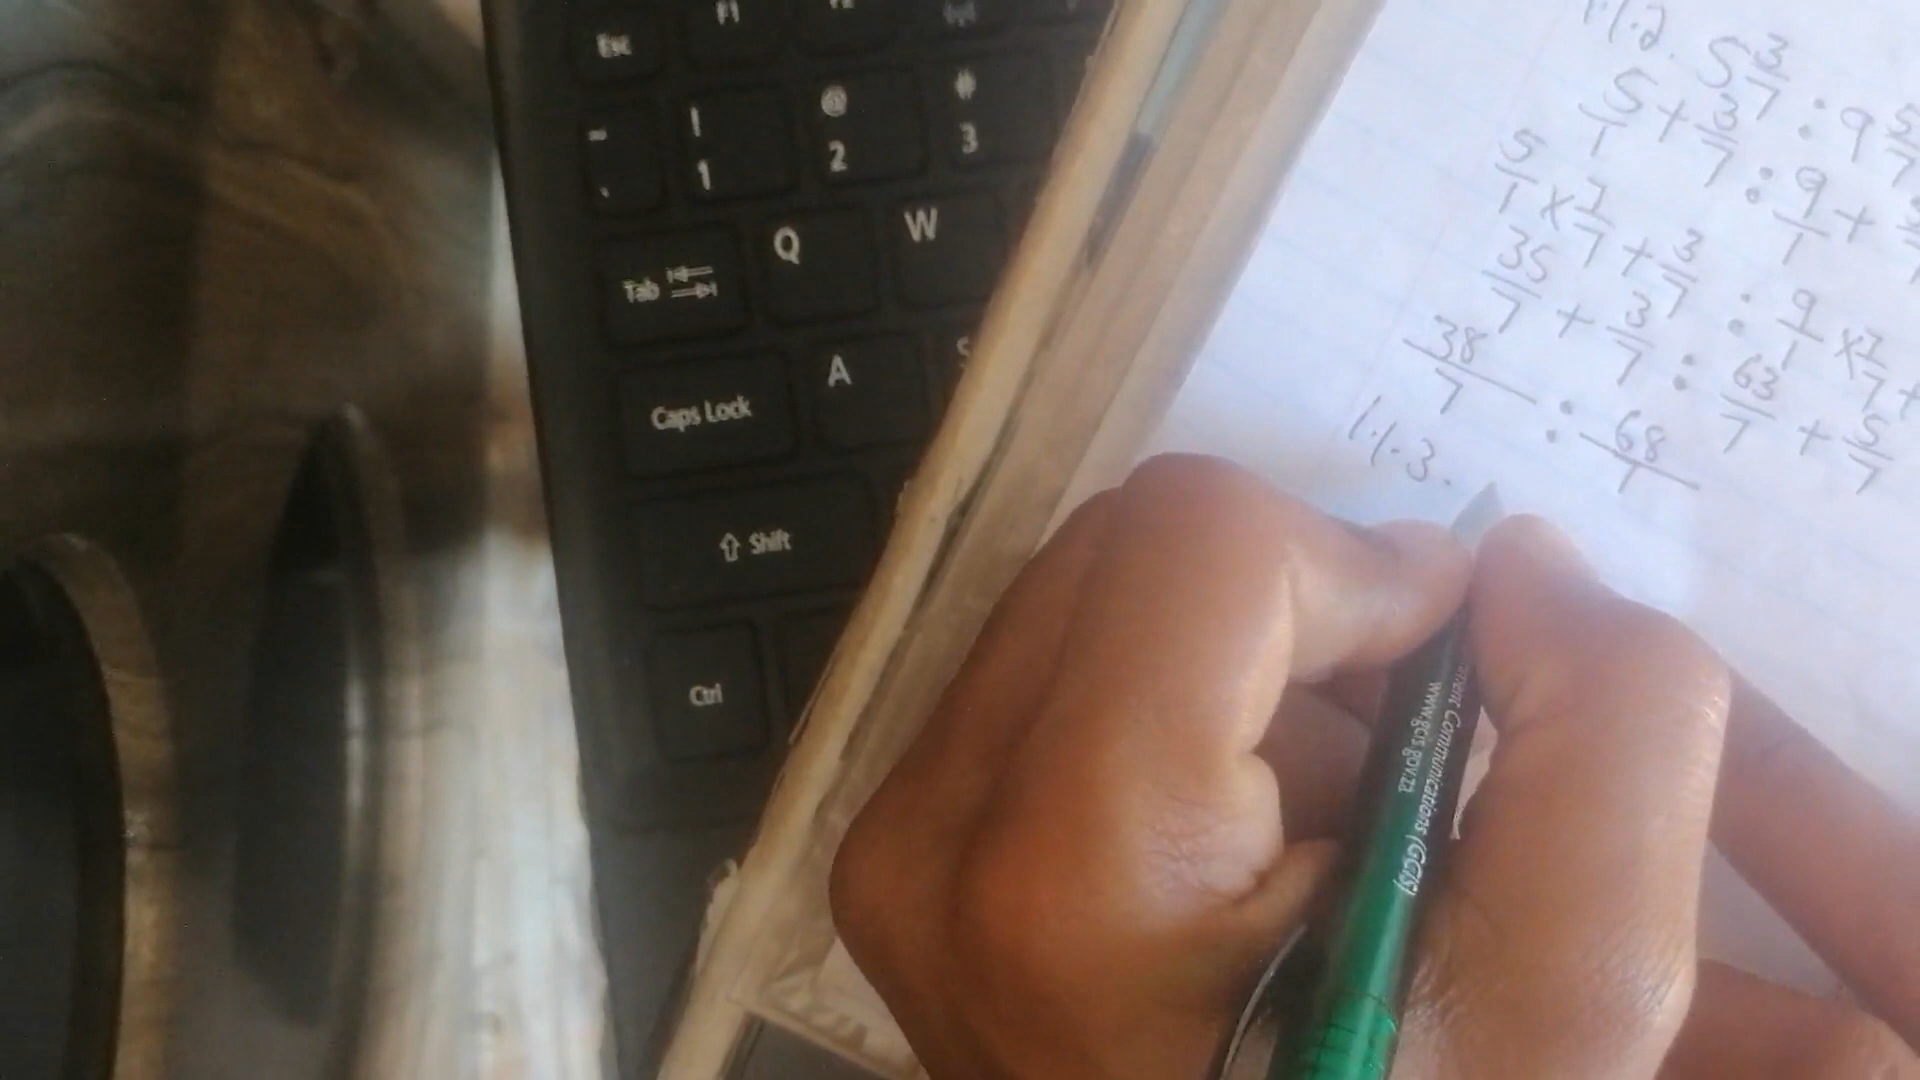 Esc F1
~ ` ! 1 @ 2 # 3
Tab Q W
Caps Lock A S
Shift
Ctrl
1.1.2. 5 3/7 : 9 5/7
5/1 + 3/7 : 9/1 +
5/1 × 7/7 + 3/7 : 9/1 × 7/7 +
35/7 + 3/7 : 63/7 + 5/7
38/7 : 68/7
1.1.3.
Communications (GCIS)
www.gcis.gov.za